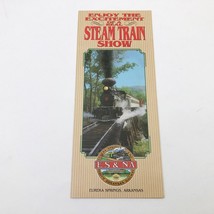 ENJOY THE
EXCITEMENT
OF A
STEAM TRAIN
SHOW
ES & NA
EUREKA SPRINGS, ARKANSAS